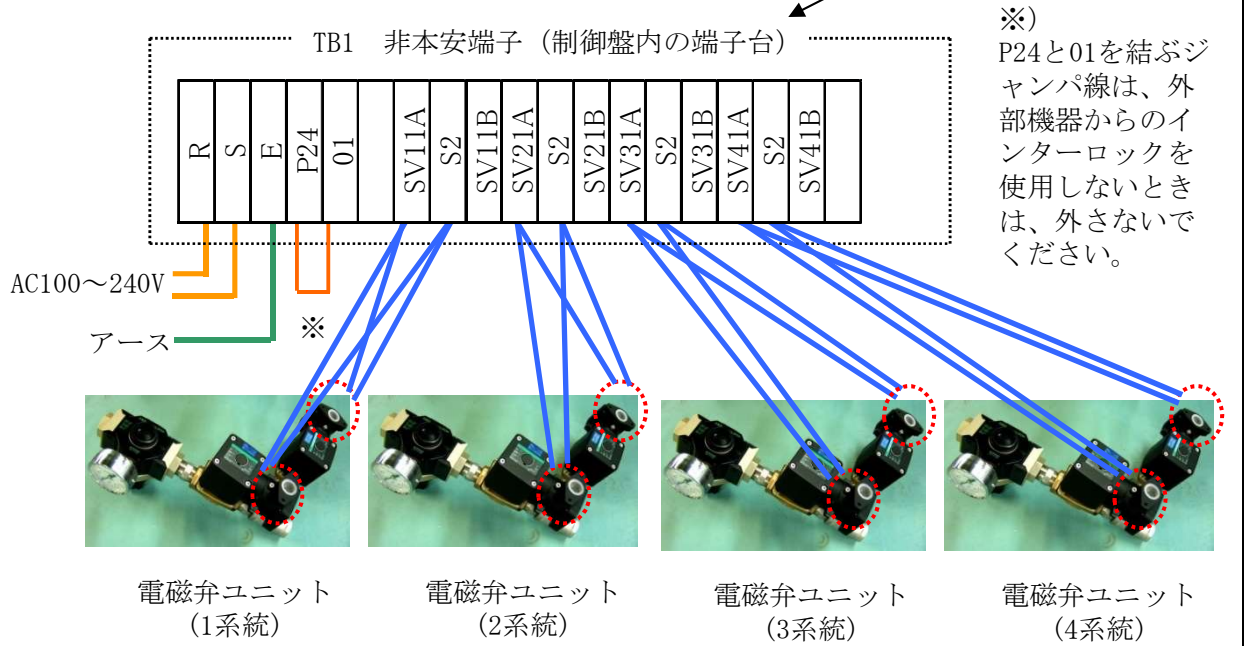 TB1 非本安端子（制御盤内の端子台）
※）
P24と01を結ぶジ
ャンパ線は、外
部機器からのイ
ンターロックを
使用しないとき
は、外さないで
ください。
R
S
E
P24
01
SV11A
S2
SV11B
SV21A
S2
SV21B
SV31A
S2
SV31B
SV41A
S2
SV41B
AC100～240V
アース
※
電磁弁ユニット
(1系統)
電磁弁ユニット
(2系統)
電磁弁ユニット
(3系統)
電磁弁ユニット
(4系統)